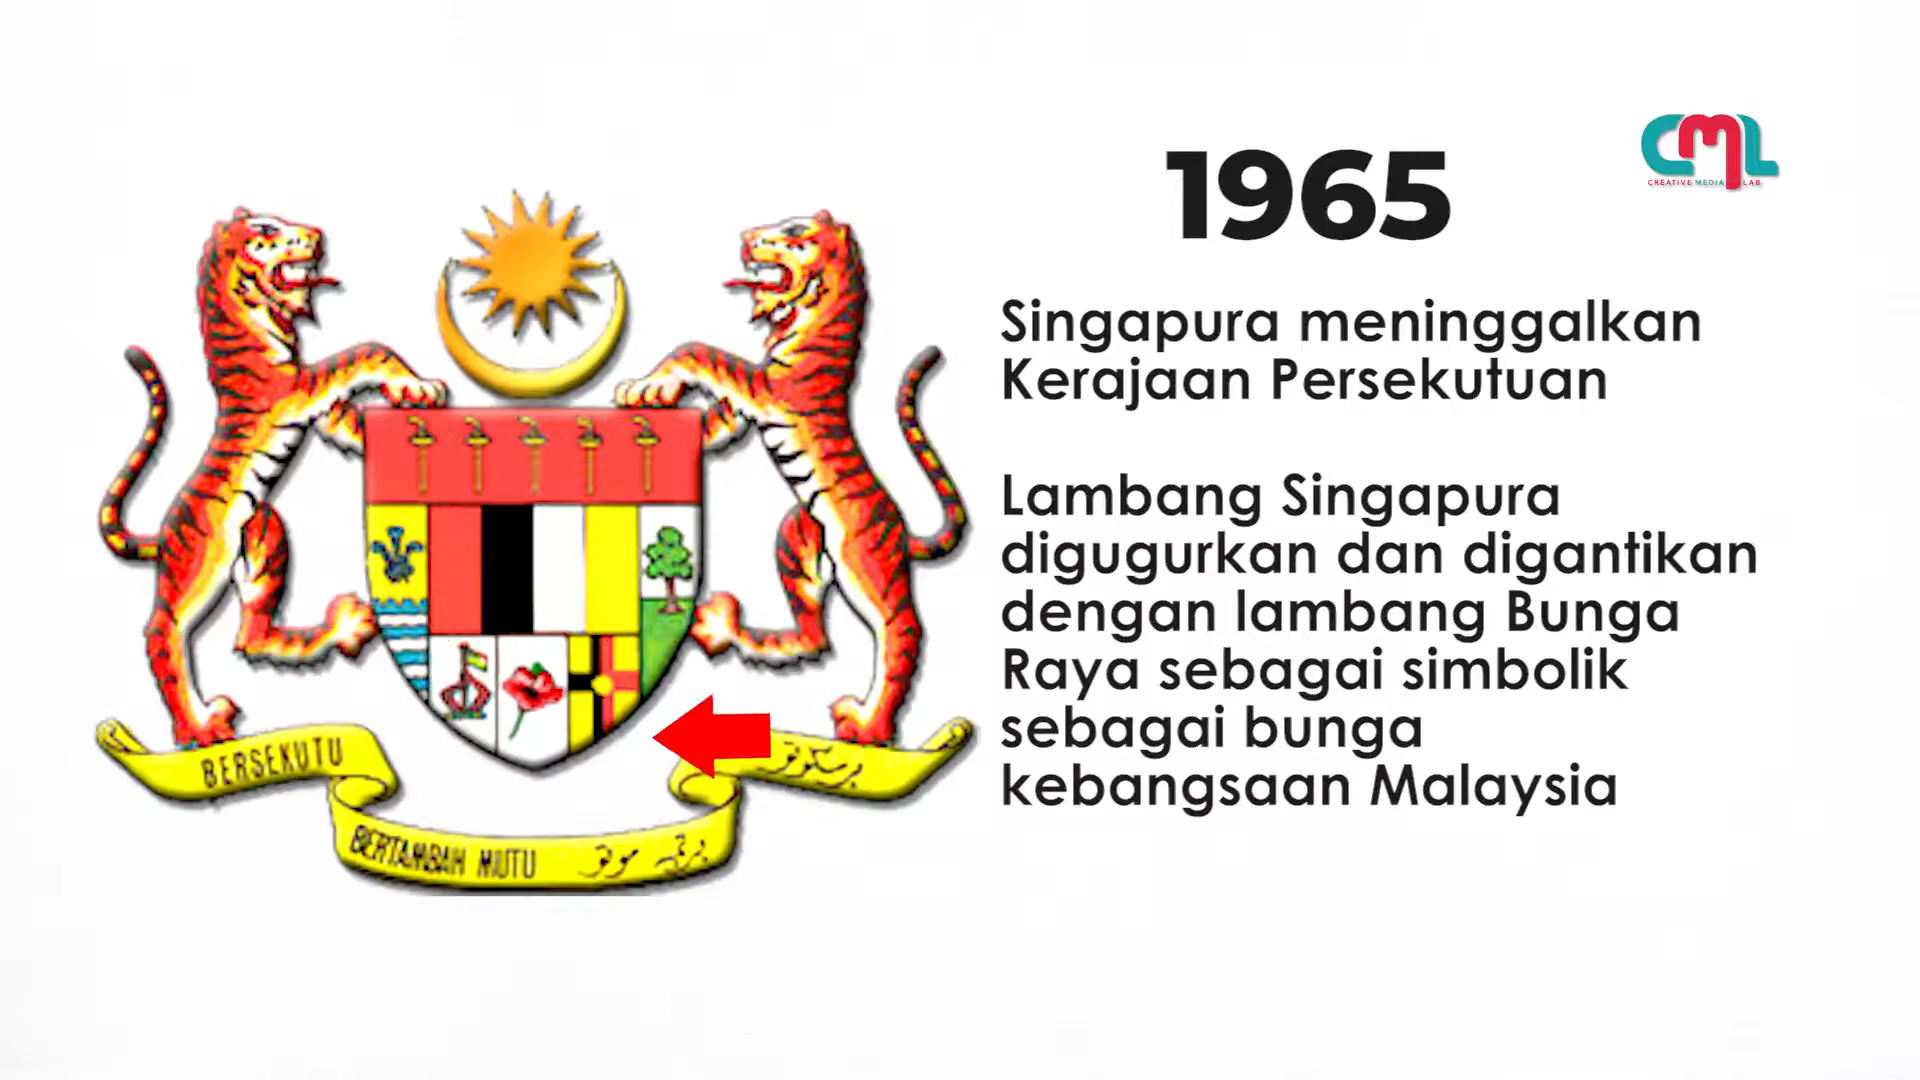 1965
CML
CREATIVE MEDIA LAB
Singapura meninggalkan
Kerajaan Persekutuan
Lambang Singapura
digugurkan dan digantikan
dengan lambang Bunga
Raya sebagai simbolik
sebagai bunga
kebangsaan Malaysia
BERSEKUTU
برسکوتو
BERTAMBAH MUTU